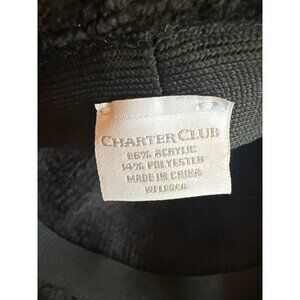 CHARTER CLUB
86% ACRYLIC
14% POLYESTER
MADE IN CHINA